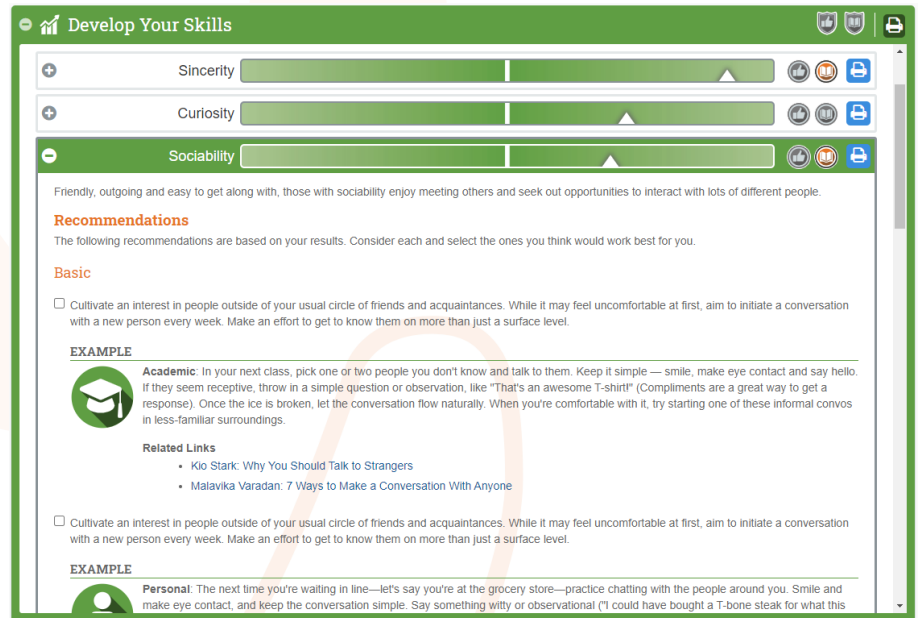 Develop Your Skills
Sincerity
Curiosity
Sociability
Friendly, outgoing and easy to get along with, those with sociability enjoy meeting others and seek out opportunities to interact with lots of different people.
Recommendations
The following recommendations are based on your results. Consider each and select the ones you think would work best for you.
Basic
Cultivate an interest in people outside of your usual circle of friends and acquaintances. While it may feel uncomfortable at first, aim to initiate a conversation
with a new person every week. Make an effort to get to know them on more than just a surface level.
EXAMPLE
Academic: In your next class, pick one or two people you don't know and talk to them. Keep it simple — smile, make eye contact and say hello.
If they seem receptive, throw in a simple question or observation, like "That's an awesome T-shirt!" (Compliments are a great way to get a
response). Once the ice is broken, let the conversation flow naturally. When you're comfortable with it, try starting one of these informal convos
in less-familiar surroundings.
Related Links
• Kio Stark: Why You Should Talk to Strangers
• Malavika Varadan: 7 Ways to Make a Conversation With Anyone
Cultivate an interest in people outside of your usual circle of friends and acquaintances. While it may feel uncomfortable at first, aim to initiate a conversation
with a new person every week. Make an effort to get to know them on more than just a surface level.
EXAMPLE
Personal: The next time you're waiting in line—let's say you're at the grocery store—practice chatting with the people around you. Smile and
make eye contact, and keep the conversation simple. Say something witty or observational ("I could have bought a T-bone steak for what this